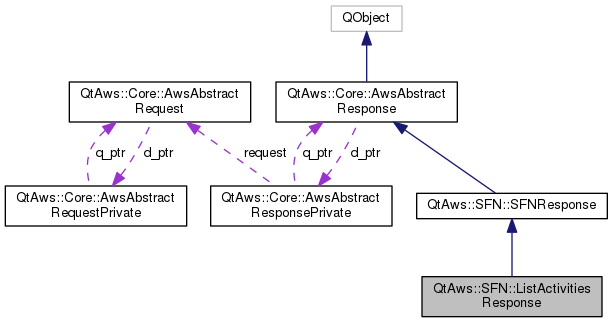 QObject
QtAws::Core::AwsAbstract
Request
QtAws::Core::AwsAbstract
Response
q_ptr
d_ptr
request
q_ptr
d_ptr
QtAws::Core::AwsAbstract
RequestPrivate
QtAws::Core::AwsAbstract
ResponsePrivate
QtAws::SFN::SFNResponse
QtAws::SFN::ListActivities
Response